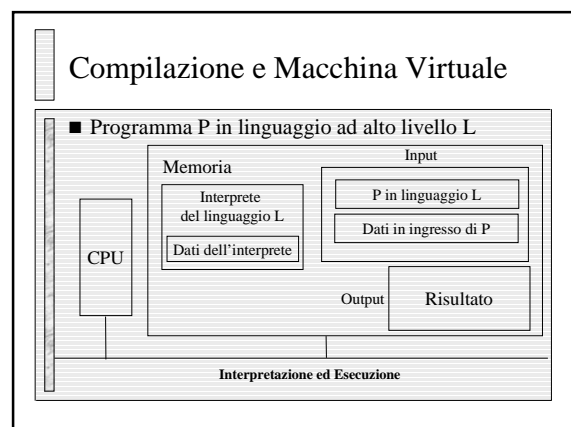 Compilazione e Macchina Virtuale
■ Programma P in linguaggio ad alto livello L
Input
Memoria
Interprete
del linguaggio L
Dati dell'interprete
P in linguaggio L
Dati in ingresso di P
CPU
Output
Risultato
Interpretazione ed Esecuzione